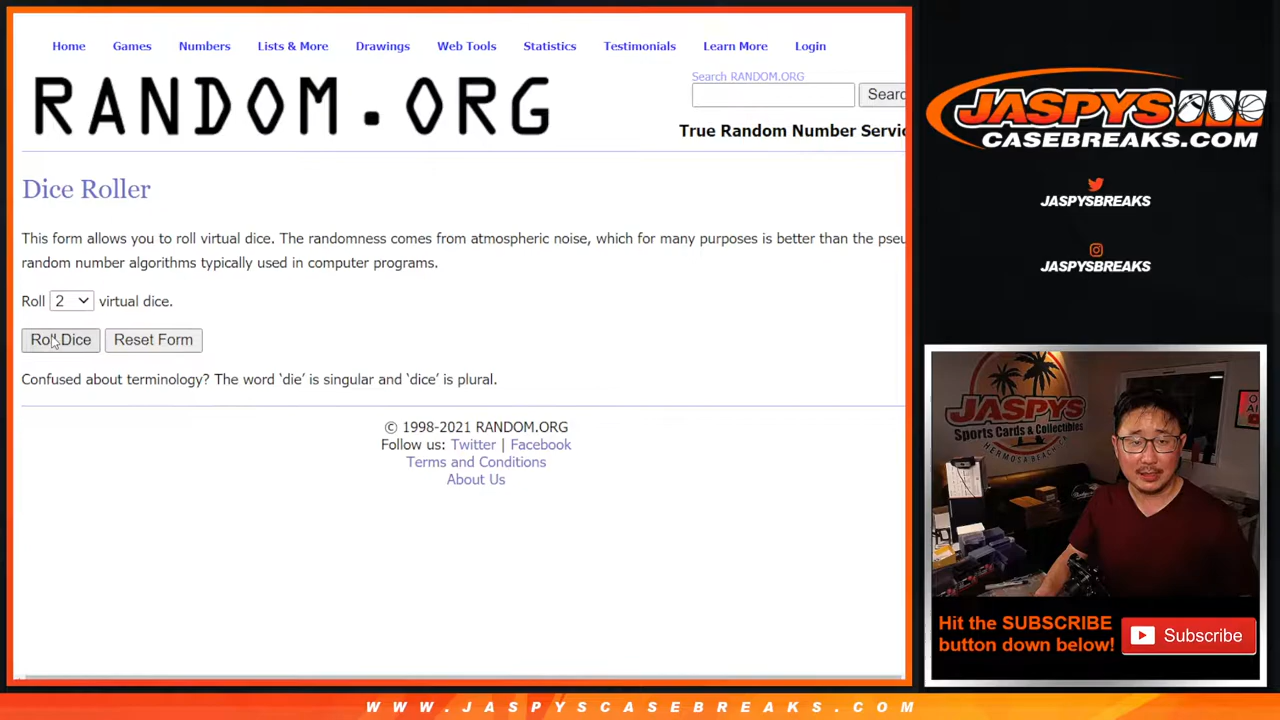 Home Games Numbers Lists & More Drawings Web Tools Statistics Testimonials Learn More Login
RANDOM.ORG
Search RANDOM.ORG
Searc
True Random Number Servic
Dice Roller
This form allows you to roll virtual dice. The randomness comes from atmospheric noise, which for many purposes is better than the pseu
random number algorithms typically used in computer programs.
Roll 2 virtual dice.
Roll Dice Reset Form
Confused about terminology? The word ‘die’ is singular and ‘dice’ is plural.
© 1998-2021 RANDOM.ORG
Follow us: Twitter | Facebook
Terms and Conditions
About Us
JASPYS
CASEBREAKS.COM
JASPYSBREAKS
JASPYSBREAKS
JASPYS
Sports Cards & Collectibles
HERMOSA BEACH, CA
Hit the SUBSCRIBE
button down below!
Subscribe
WWW.JASPYSCASEBREAKS.COM